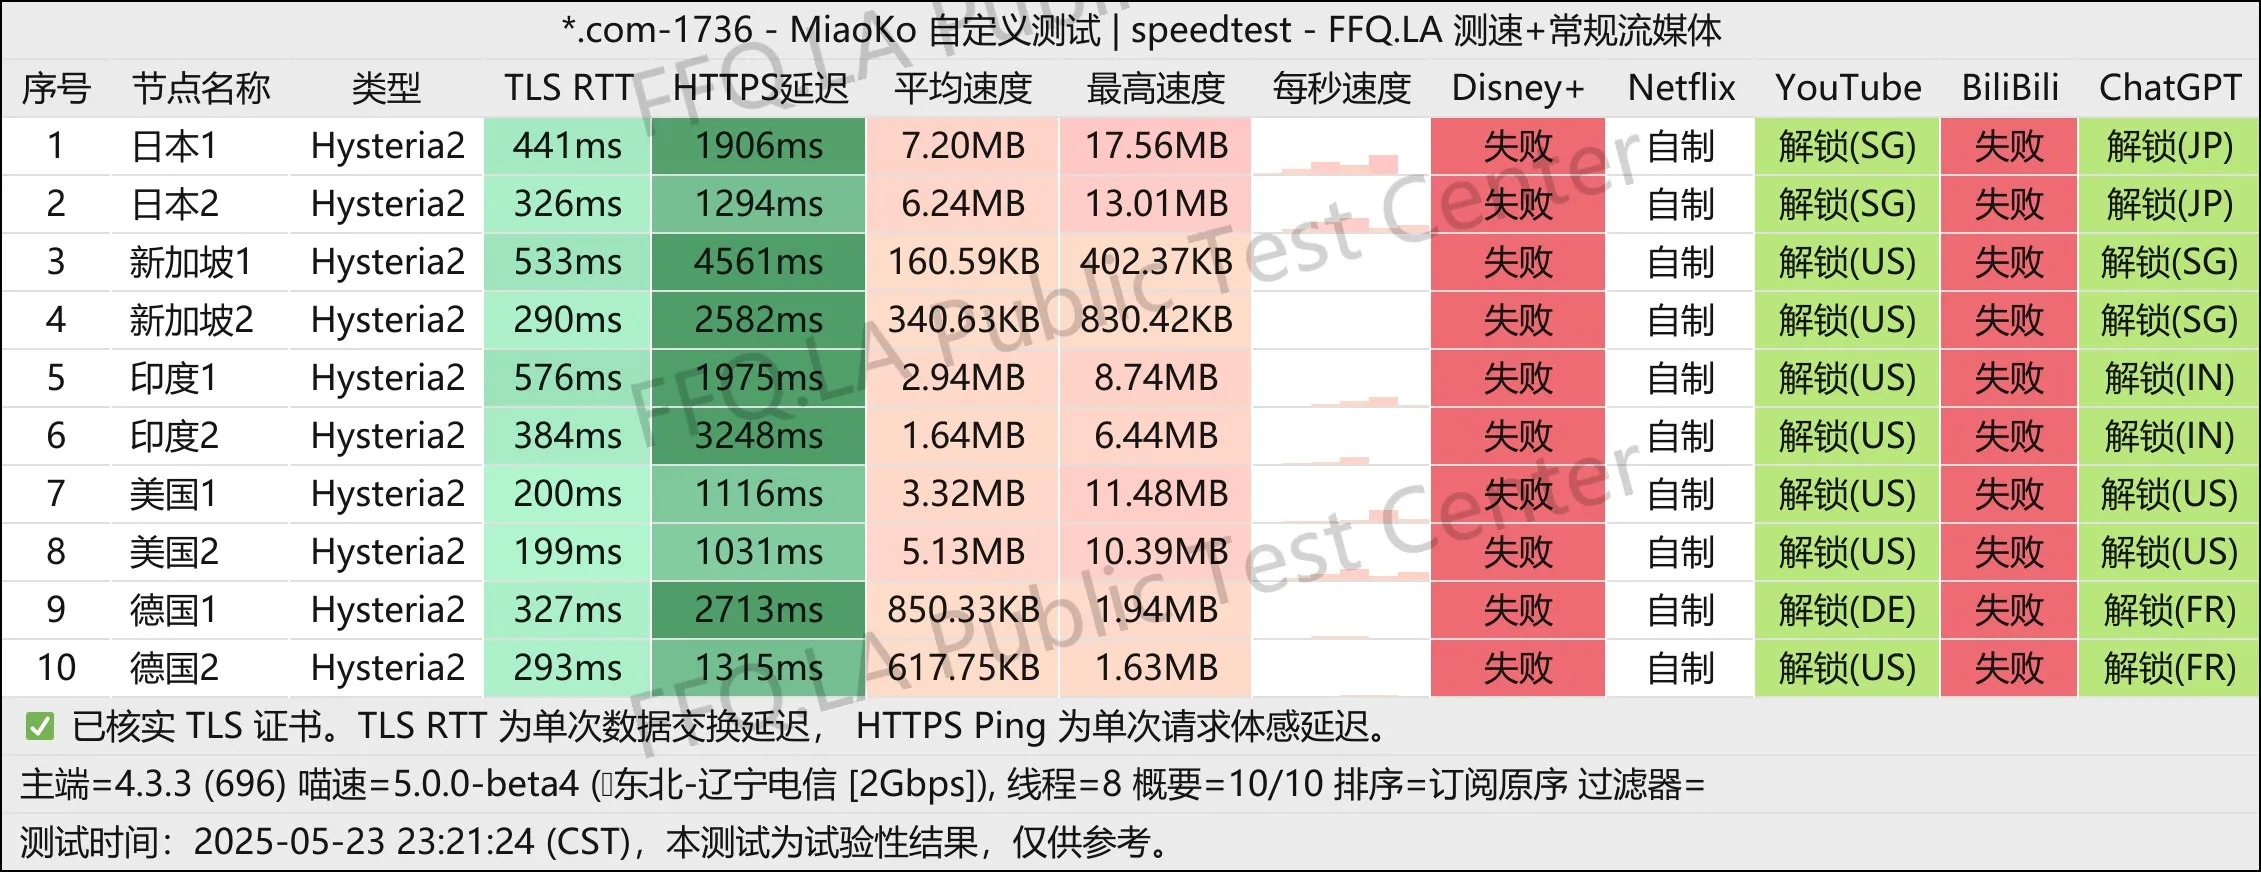 *.com-1736 - MiaoKo 自定义测试 | speedtest - FFQ.LA 测速+常规流媒体
序号 节点名称 类型 TLS RTT HTTPS延迟 平均速度 最高速度 每秒速度 Disney+ Netflix YouTube BiliBili ChatGPT
1 日本1 Hysteria2 441ms 1906ms 7.20MB 17.56MB 失败 自制 解锁(SG) 失败 解锁(JP)
2 日本2 Hysteria2 326ms 1294ms 6.24MB 13.01MB 失败 自制 解锁(SG) 失败 解锁(JP)
3 新加坡1 Hysteria2 533ms 4561ms 160.59KB 402.37KB 失败 自制 解锁(US) 失败 解锁(SG)
4 新加坡2 Hysteria2 290ms 2582ms 340.63KB 830.42KB 失败 自制 解锁(US) 失败 解锁(SG)
5 印度1 Hysteria2 576ms 1975ms 2.94MB 8.74MB 失败 自制 解锁(US) 失败 解锁(IN)
6 印度2 Hysteria2 384ms 3248ms 1.64MB 6.44MB 失败 自制 解锁(US) 失败 解锁(IN)
7 美国1 Hysteria2 200ms 1116ms 3.32MB 11.48MB 失败 自制 解锁(US) 失败 解锁(US)
8 美国2 Hysteria2 199ms 1031ms 5.13MB 10.39MB 失败 自制 解锁(US) 失败 解锁(US)
9 德国1 Hysteria2 327ms 2713ms 850.33KB 1.94MB 失败 自制 解锁(DE) 失败 解锁(FR)
10 德国2 Hysteria2 293ms 1315ms 617.75KB 1.63MB 失败 自制 解锁(US) 失败 解锁(FR)
✅ 已核实 TLS 证书。TLS RTT 为单次数据交换延迟， HTTPS Ping 为单次请求体感延迟。
主端=4.3.3 (696) 喵速=5.0.0-beta4 (东北-辽宁电信 [2Gbps]), 线程=8 概要=10/10 排序=订阅原序 过滤器=
测试时间：2025-05-23 23:21:24 (CST)，本测试为试验性结果，仅供参考。
FFQ.LA Public Test Center
FFQ.LA Public Test Center
FFQ.LA Public Test Center